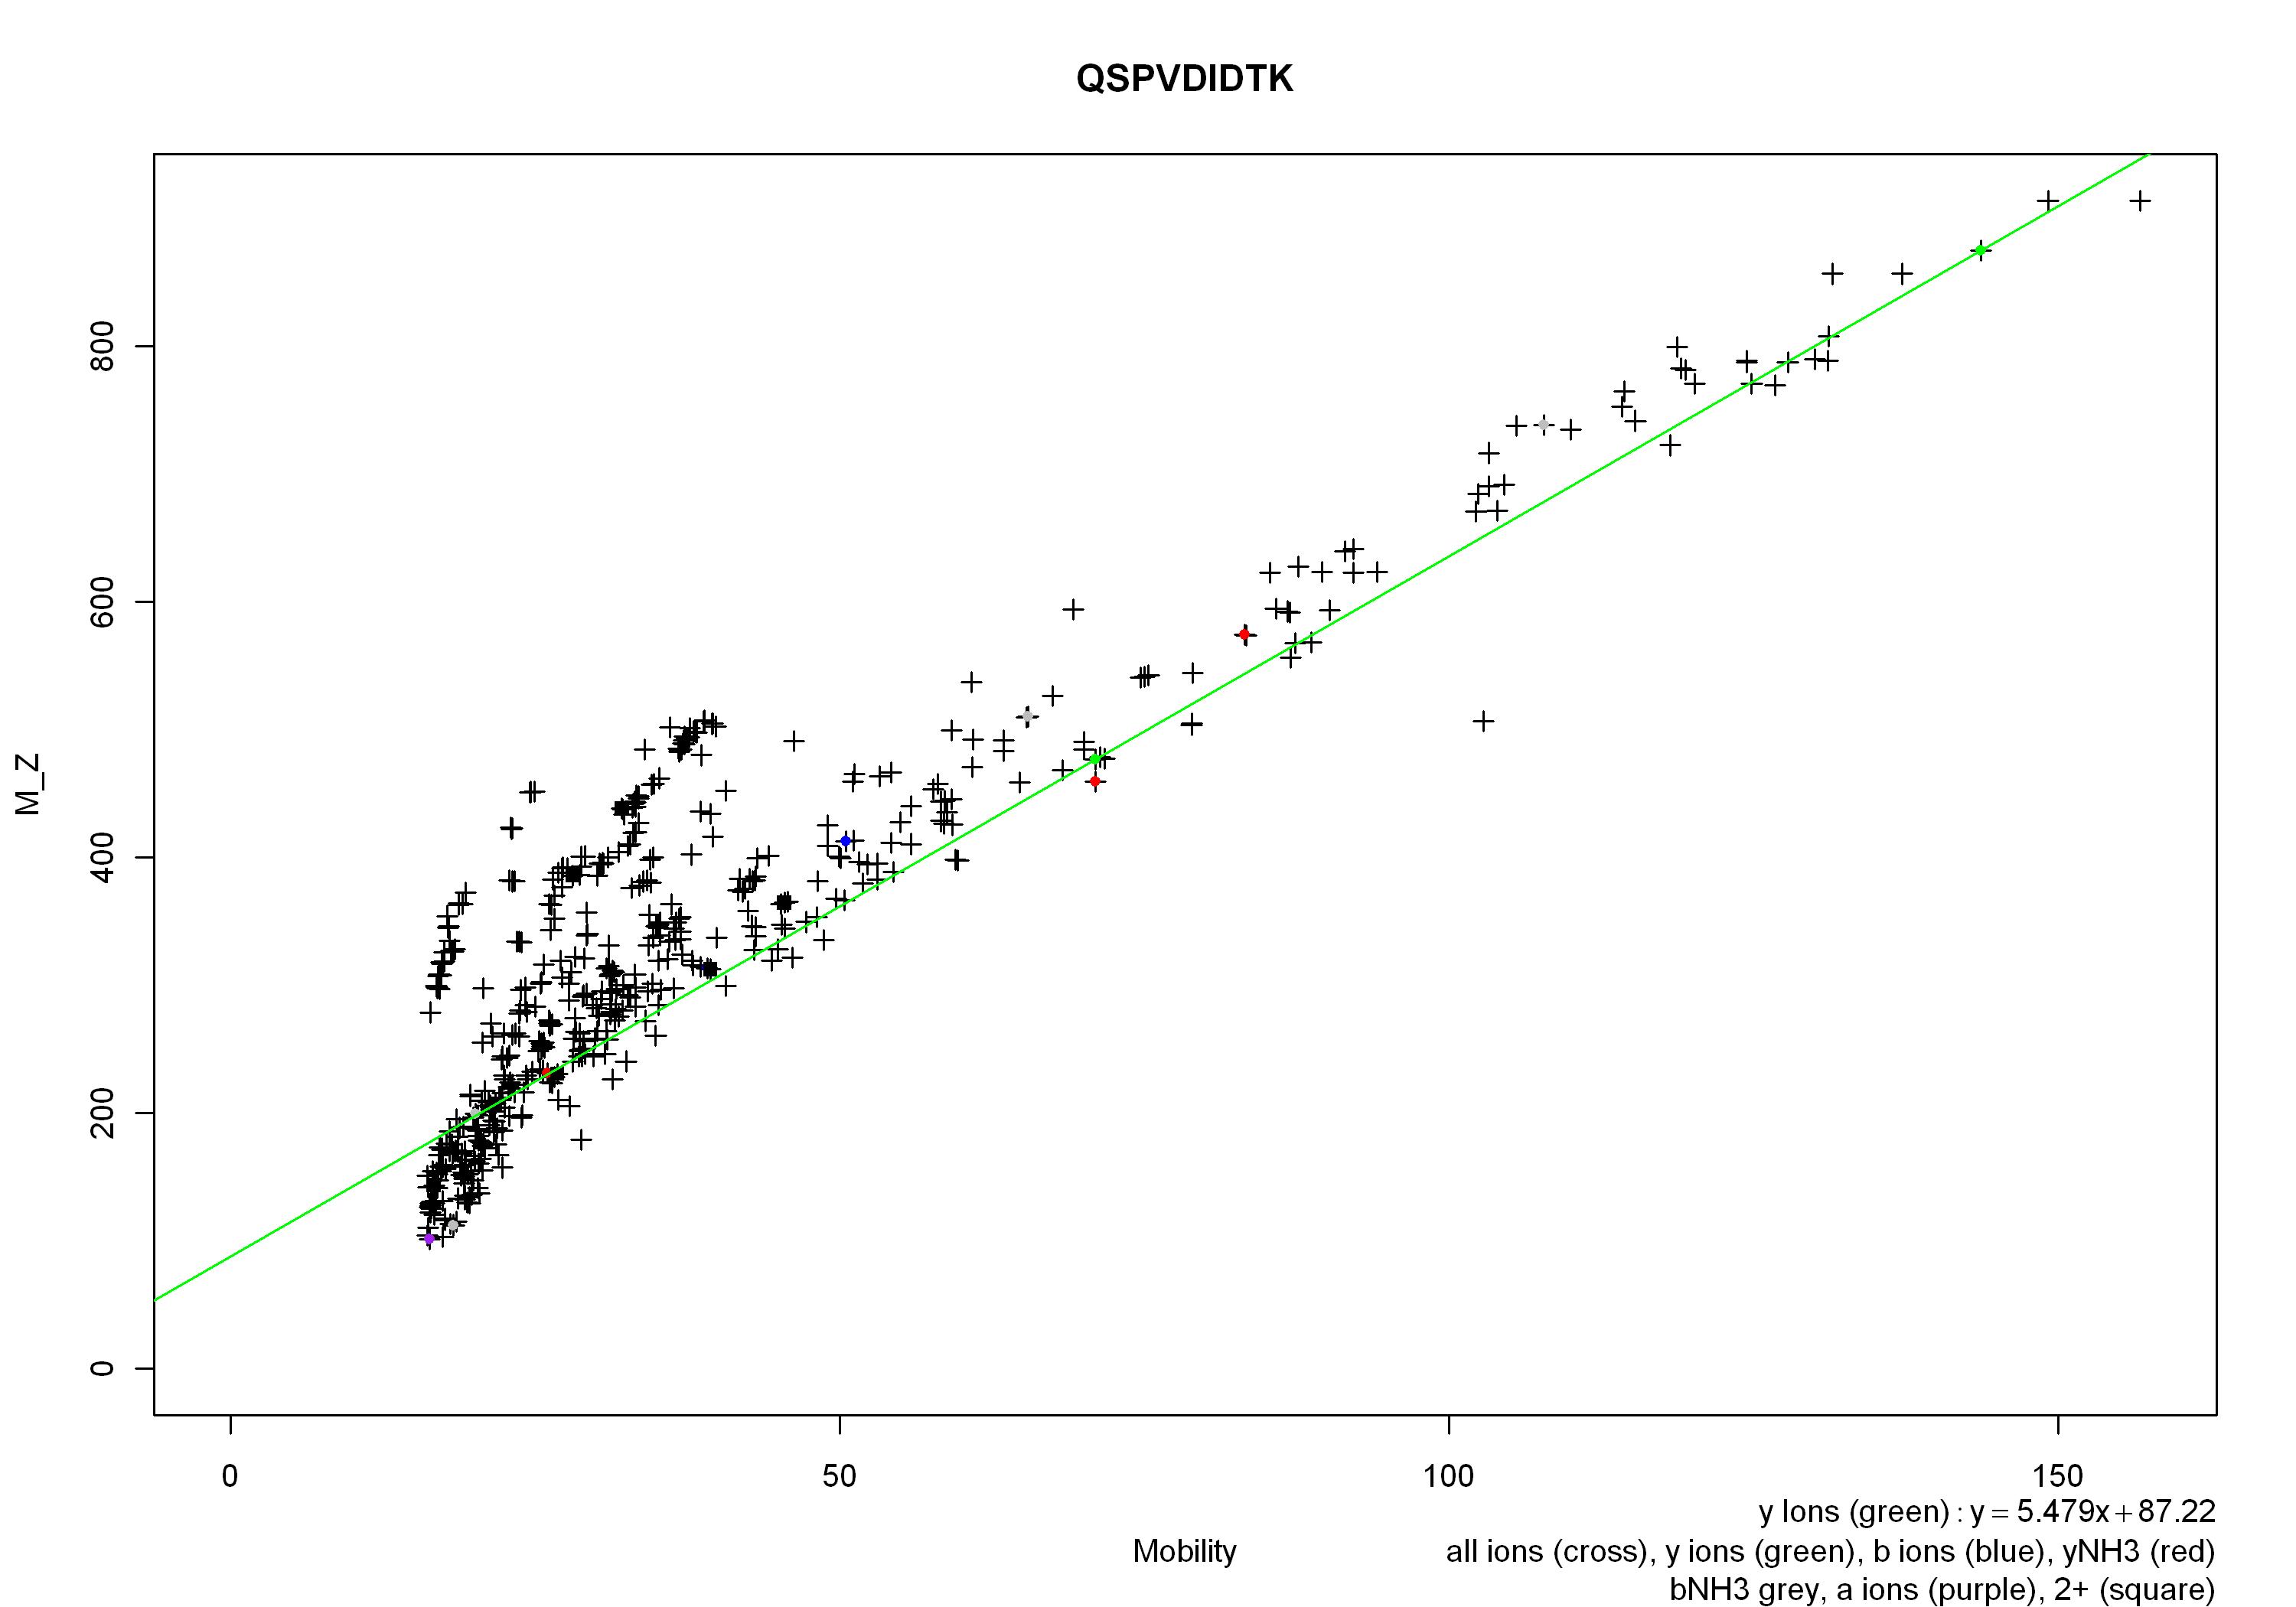 QSPVDIDTK
M_Z
800
600
400
200
0
0 50 100 150
y Ions (green) : y = 5.479x + 87.22
Mobility
all ions (cross), y ions (green), b ions (blue), yNH3 (red)
bNH3 grey, a ions (purple), 2+ (square)